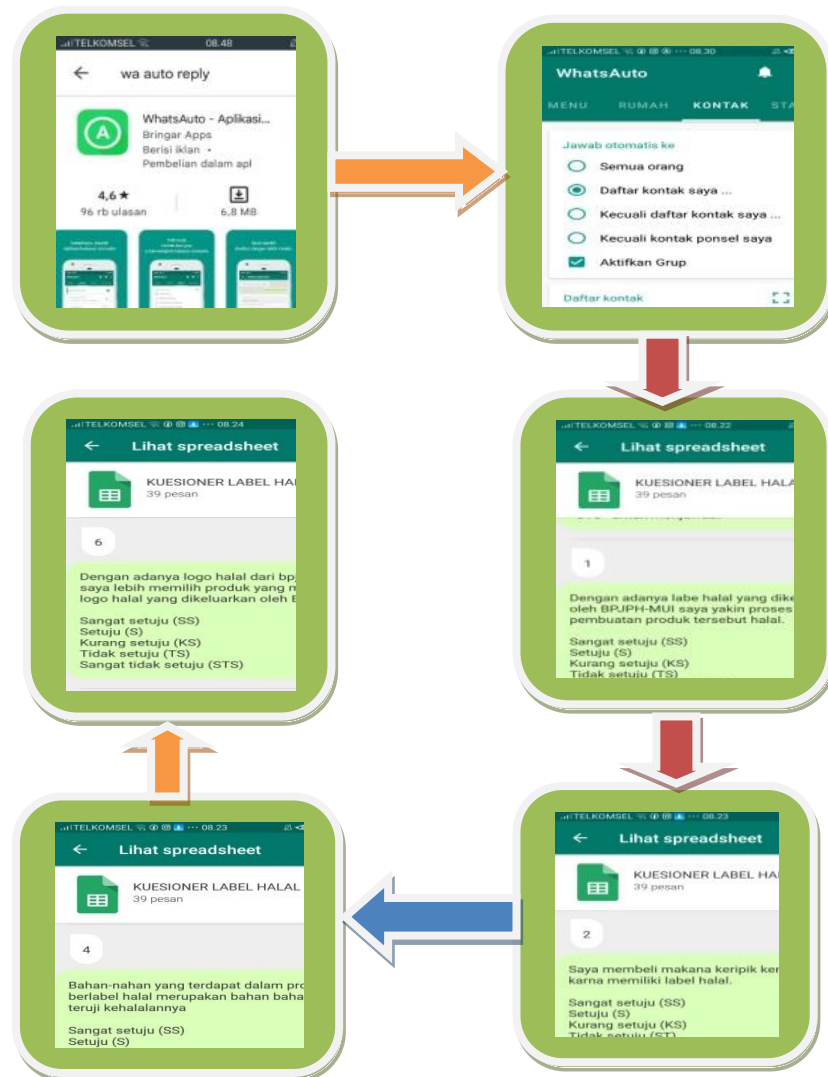 TELKOMSEL 08.48
wa auto reply
WhatsAuto - Aplikasi...
Bringar Apps
Berisi iklan •
Pembelian dalam apl
4,6 ★
96 rb ulasan
6,8 MB
TELKOMSEL ··· 08.30
WhatsAuto
MENU RUMAH KONTAK STA
Jawab otomatis ke
Semua orang
Daftar kontak saya ...
Kecuali daftar kontak saya ...
Kecuali kontak ponsel saya
Aktifkan Grup
Daftar kontak
TELKOMSEL ··· 08.22
Lihat spreadsheet
KUESIONER LABEL HALA
39 pesan
1
Dengan adanya labe halal yang dike
oleh BPJPH-MUI saya yakin proses
pembuatan produk tersebut halal.
Sangat setuju (SS)
Setuju (S)
Kurang setuju (KS)
Tidak setuju (TS)
TELKOMSEL ··· 08.23
Lihat spreadsheet
KUESIONER LABEL HA
39 pesan
2
Saya membeli makana keripik ker
karna memiliki label halal.
Sangat setuju (SS)
Setuju (S)
Kurang setuju (KS)
Tidak setuju (ST)
TELKOMSEL ··· 08.23
Lihat spreadsheet
KUESIONER LABEL HALAL
39 pesan
4
Bahan-nahan yang terdapat dalam pro
berlabel halal merupakan bahan baha
teruji kehalalannya
Sangat setuju (SS)
Setuju (S)
TELKOMSEL ··· 08.24
Lihat spreadsheet
KUESIONER LABEL HAL
39 pesan
6
Dengan adanya logo halal dari bpj
saya lebih memilih produk yang m
logo halal yang dikeluarkan oleh B
Sangat setuju (SS)
Setuju (S)
Kurang setuju (KS)
Tidak setuju (TS)
Sangat tidak setuju (STS)